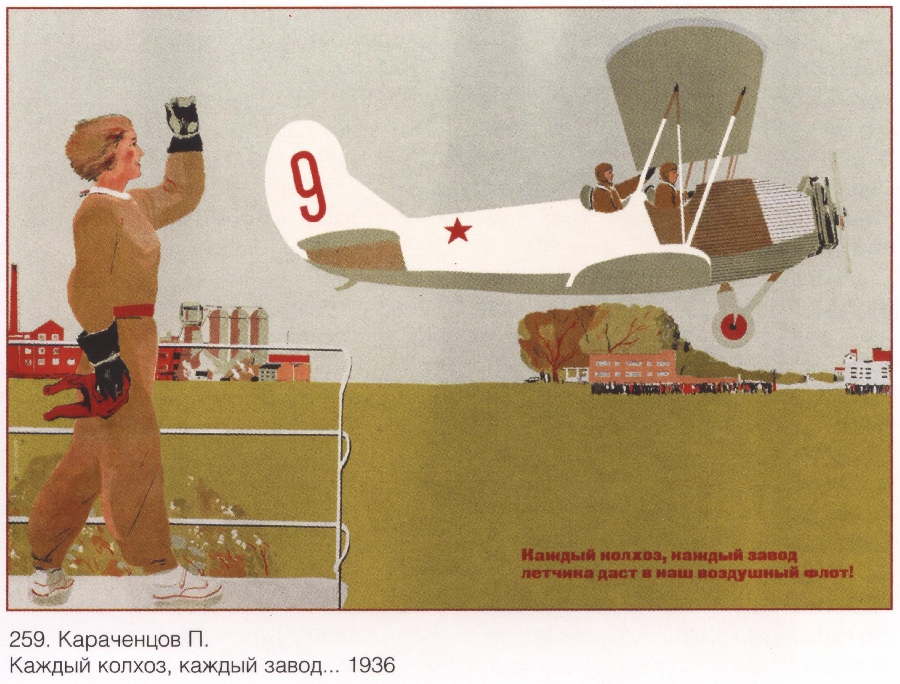 9
Каждый колхоз, каждый завод
летчика даст в наш воздушный флот!
259. Караченцов П.
Каждый колхоз, каждый завод... 1936